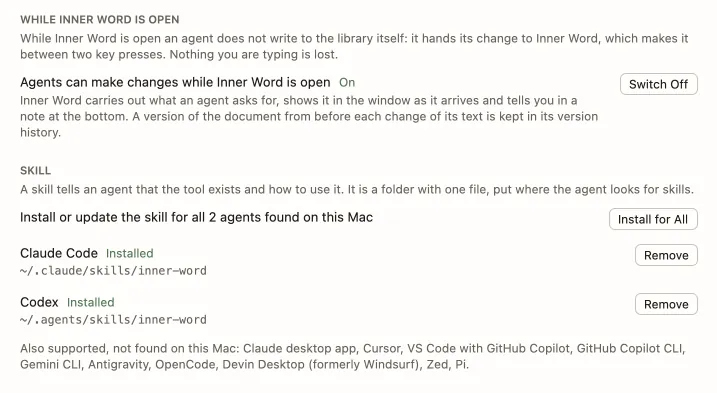 WHILE INNER WORD IS OPEN
While Inner Word is open an agent does not write to the library itself: it hands its change to Inner Word, which makes it
between two key presses. Nothing you are typing is lost.
Agents can make changes while Inner Word is open On
Switch Off
Inner Word carries out what an agent asks for, shows it in the window as it arrives and tells you in a
note at the bottom. A version of the document from before each change of its text is kept in its version
history.
SKILL
A skill tells an agent that the tool exists and how to use it. It is a folder with one file, put where the agent looks for skills.
Install or update the skill for all 2 agents found on this Mac
Install for All
Claude Code Installed
Remove
~/.claude/skills/inner-word
Codex Installed
Remove
~/.agents/skills/inner-word
Also supported, not found on this Mac: Claude desktop app, Cursor, VS Code with GitHub Copilot, GitHub Copilot CLI,
Gemini CLI, Antigravity, OpenCode, Devin Desktop (formerly Windsurf), Zed, Pi.